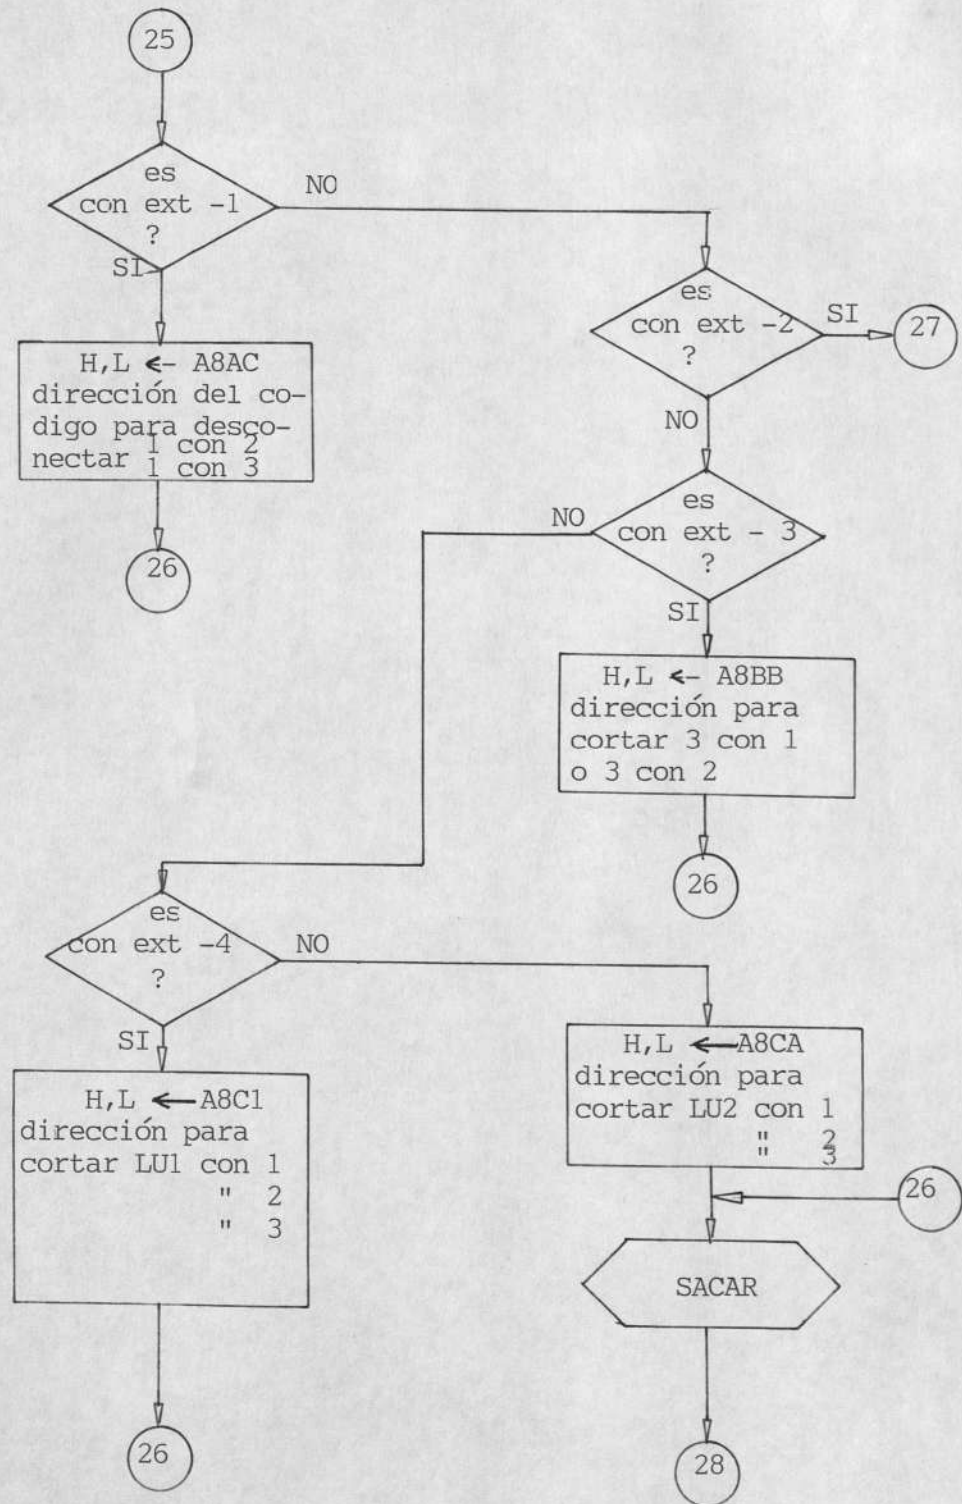 25
es
con ext -1
?
NO
SI
es
con ext -2
?
SI
27
NO
H,L <- A8AC
dirección del co-
digo para desco-
1 con 2
nectar 1 con 3
26
es
con ext - 3
?
NO
SI
H,L <- A8BB
dirección para
cortar 3 con 1
o 3 con 2
26
es
con ext -4
?
NO
SI
H,L ← A8C1
dirección para
cortar LU1 con 1
" 2
" 3
26
H,L ← A8CA
dirección para
cortar LU2 con 1
" 2
" 3
26
SACAR
28